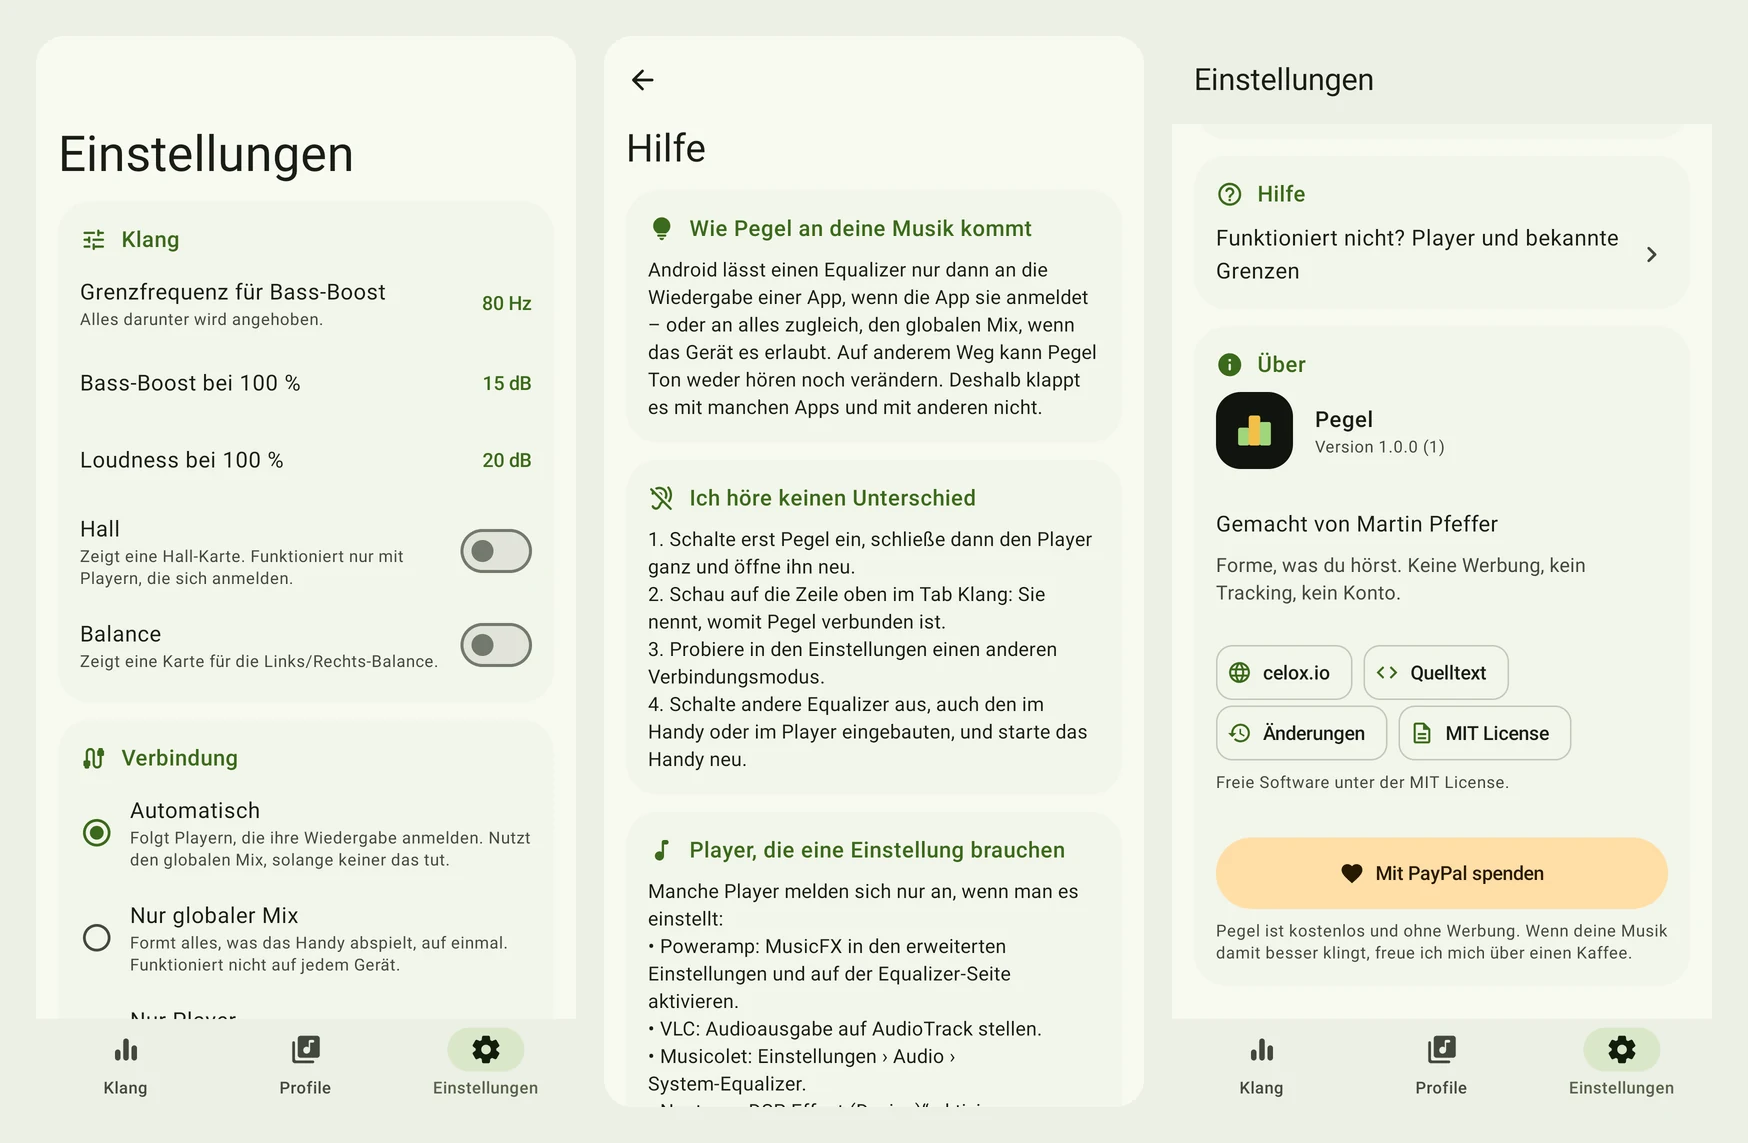 Einstellungen
Klang
Grenzfrequenz für Bass-Boost
Alles darunter wird angehoben.
80 Hz
Bass-Boost bei 100 %
15 dB
Loudness bei 100 %
20 dB
Hall
Zeigt eine Hall-Karte. Funktioniert nur mit
Playern, die sich anmelden.
Balance
Zeigt eine Karte für die Links/Rechts-Balance.
Verbindung
Automatisch
Folgt Playern, die ihre Wiedergabe anmelden. Nutzt
den globalen Mix, solange keiner das tut.
Nur globaler Mix
Formt alles, was das Handy abspielt, auf einmal.
Funktioniert nicht auf jedem Gerät.
Nur Player
Klang
Profile
Einstellungen
Hilfe
Wie Pegel an deine Musik kommt
Android lässt einen Equalizer nur dann an die
Wiedergabe einer App, wenn die App sie anmeldet
– oder an alles zugleich, den globalen Mix, wenn
das Gerät es erlaubt. Auf anderem Weg kann Pegel
Ton weder hören noch verändern. Deshalb klappt
es mit manchen Apps und mit anderen nicht.
Ich höre keinen Unterschied
1. Schalte erst Pegel ein, schließe dann den Player
ganz und öffne ihn neu.
2. Schau auf die Zeile oben im Tab Klang: Sie
nennt, womit Pegel verbunden ist.
3. Probiere in den Einstellungen einen anderen
Verbindungsmodus.
4. Schalte andere Equalizer aus, auch den im
Handy oder im Player eingebauten, und starte das
Handy neu.
Player, die eine Einstellung brauchen
Manche Player melden sich nur an, wenn man es
einstellt:
• Poweramp: MusicFX in den erweiterten
Einstellungen und auf der Equalizer-Seite
aktivieren.
• VLC: Audioausgabe auf AudioTrack stellen.
• Musicolet: Einstellungen › Audio ›
System-Equalizer.
Einstellungen
Hilfe
Funktioniert nicht? Player und bekannte
Grenzen
Über
Pegel
Version 1.0.0 (1)
Gemacht von Martin Pfeffer
Forme, was du hörst. Keine Werbung, kein
Tracking, kein Konto.
celox.io
Quelltext
Änderungen
MIT License
Freie Software unter der MIT License.
Mit PayPal spenden
Pegel ist kostenlos und ohne Werbung. Wenn deine Musik
damit besser klingt, freue ich mich über einen Kaffee.
Klang
Profile
Einstellungen